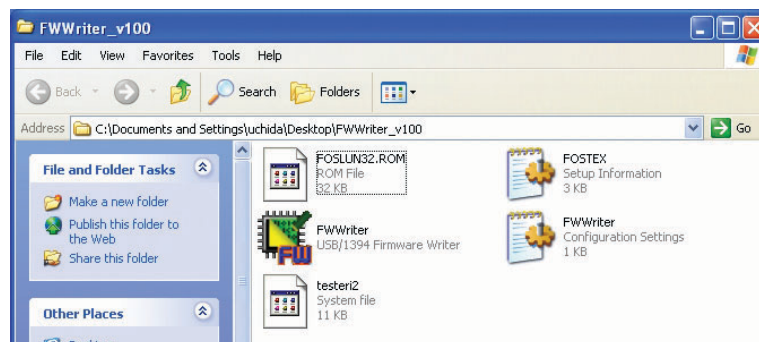 FWWriter_v100
File Edit View Favorites Tools Help
Back Search Folders
Address C:\Documents and Settings\uchida\Desktop\FWWriter_v100 Go
File and Folder Tasks
Make a new folder
Publish this folder to
the Web
Share this folder
Other Places
FOSLUN32.ROM
ROM File
32 KB
FOSTEX
Setup Information
3 KB
FW
FWWriter
USB/1394 Firmware Writer
FWWriter
Configuration Settings
1 KB
testeri2
System file
11 KB